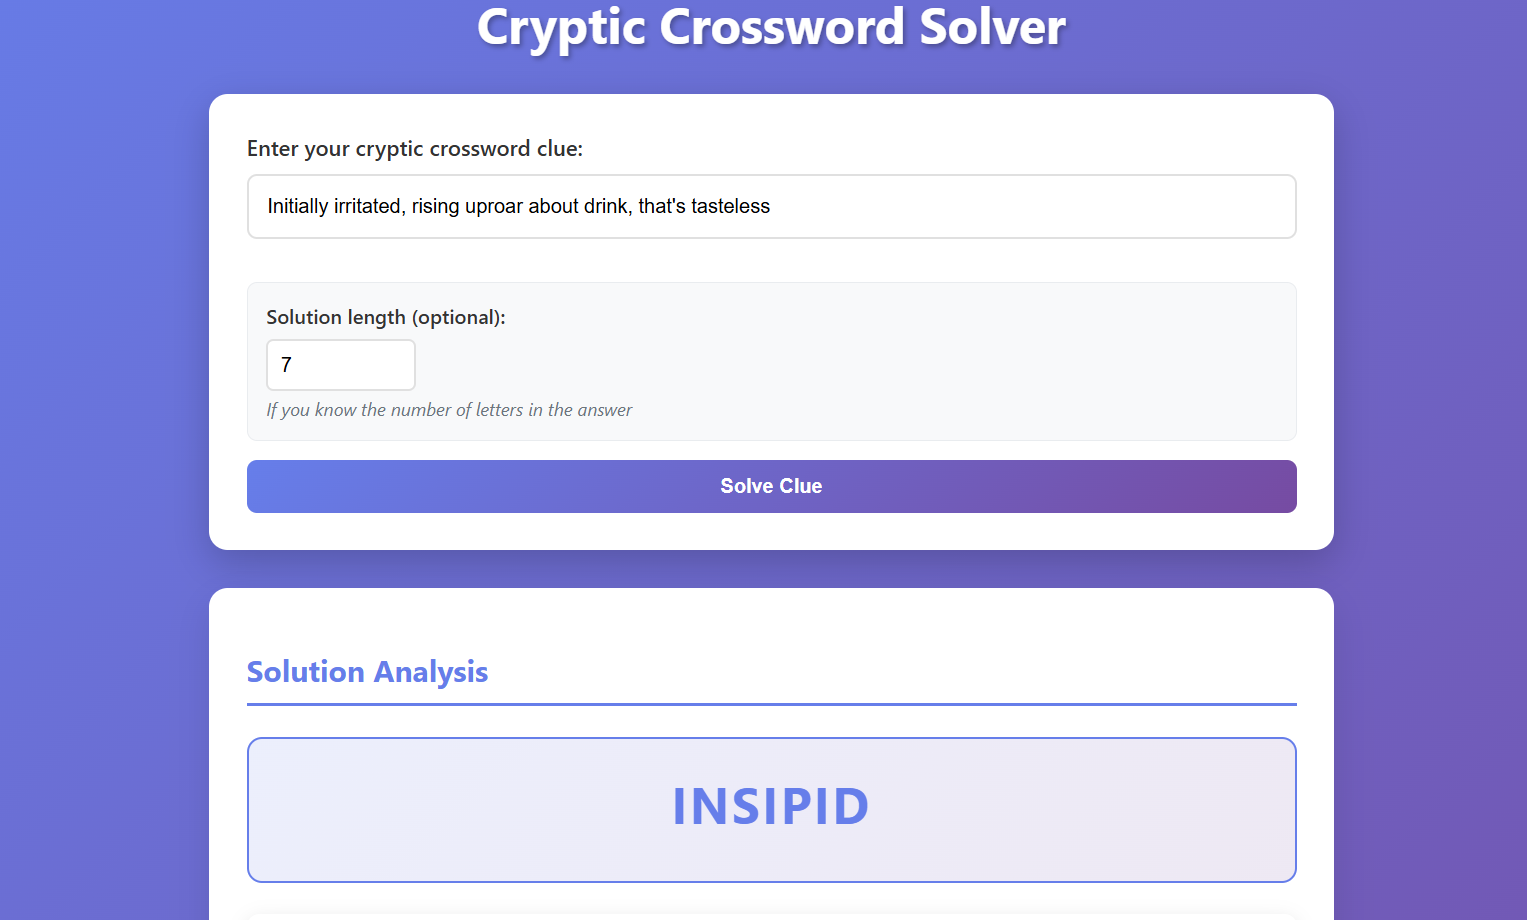 Cryptic Crossword Solver
Enter your cryptic crossword clue:
Initially irritated, rising uproar about drink, that's tasteless
Solution length (optional):
7
If you know the number of letters in the answer
Solve Clue
Solution Analysis
INSIPID